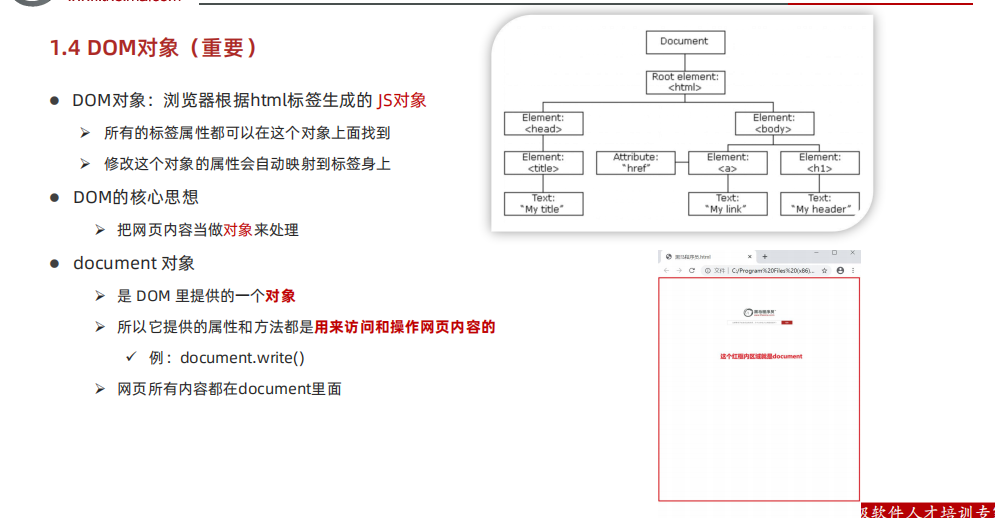 1.4 DOM对象（重要）
DOM对象：浏览器根据html标签生成的 JS对象
所有的标签属性都可以在这个对象上面找到
修改这个对象的属性会自动映射到标签身上
DOM的核心思想
把网页内容当做对象来处理
document 对象
是 DOM 里提供的一个对象
所以它提供的属性和方法都是用来访问和操作网页内容的
例：document.write()
网页所有内容都在document里面
Document
Root element:
<html>
Element:
<head>
Element:
<body>
Element:
<title>
Attribute:
"href"
Element:
<a>
Element:
<h1>
Text:
"My title"
Text:
"My link"
Text:
"My header"
黑马程序员.html
文件 | C:/Program%20Files%20(x86)...
这个红框内区域就是document
级软件人才培训专